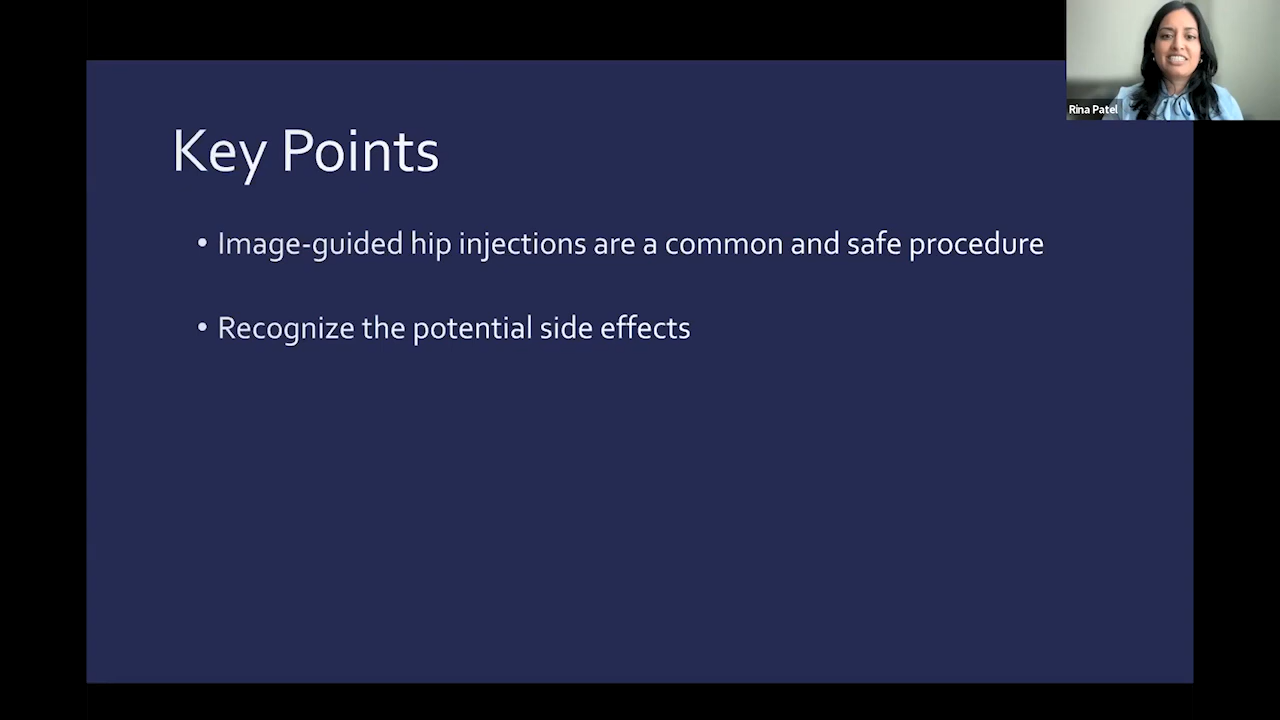 Rina Patel
Key Points
• Image-guided hip injections are a common and safe procedure
• Recognize the potential side effects